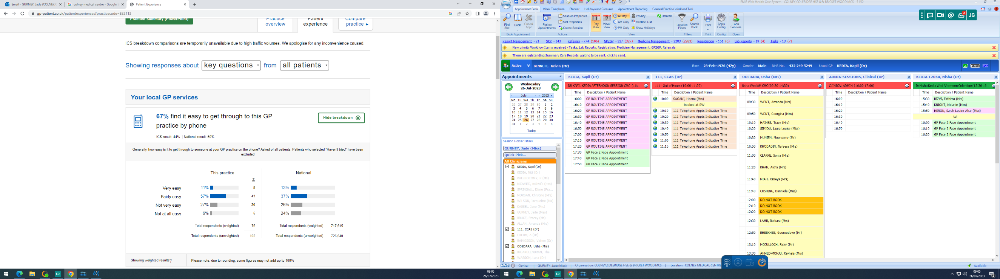 Email - GURNEY, Jade (COLNEY,C
colney medical centre - Google S
Patient Experience
gp-patient.co.uk/patientexperiences?practicecode=E82113
Practice Summary (PowerPoint)
Practice overview
Patient experience
Compare practice
ICS breakdown comparisons are temporarily unavailable due to high traffic volumes. We apologise for any inconvenience caused.
Showing responses about key questions from all patients
Your local GP services
67% find it easy to get through to this GP
practice by phone
Hide breakdown
ICS result: 44% | National result: 50%
Generally, how easy is it to get through to someone at your GP practice on the phone? Asked of all patients. Patients who selected "Haven't tried" have been
excluded
This practice National
Very easy 11% 8 13%
Fairly easy 57% 43 37%
Not very easy 27% 20 26%
Not at all easy 6% 5 24%
Total respondents (weighted) 76 Total respondents (weighted) 717,615
Total respondents (unweighted) 105 Total respondents (unweighted) 726,640
Showing weighted results? Please note: due to rounding, some figures may not add up to 100%
09:05
26/07/2023
EMIS Web Health Care System - COLNEY,COLERIDGE HSE && BRICKET WOOD MCS - 5152
emis
Appointment Book Week Templates Planner Holidays and Closures Appointment Reporting General Practice Workload Tool
Find Slot
Book
Cancel Appt
Book Appointment
Patient Appointments
Session Properties
Slot Properties
Create Session
Actions
Day View
Week View
All day
AM Only
PM Only
Privacy
Realloc. List
Show Holidays
Refresh
View
Location Filters
Search Book
Filters
Print
Print
Appts Config
Config
Local Services
Open
3
JG
Report Management - 21 SCR - 143 Referrals - 774 (106) GP2GP - 327 (327) Medicine Management - 2283 (2283) Registration - 151 (6) Lab Reports - 19 (4) Tasks - 13 (7)
New priority Workflow Items received - Tasks, Lab Reports, Registration, Medicine Management, GP2GP, Referrals
There are outstanding Summary Care Records waiting to be sent, click to send.
Active BENNETT, Kelvin (Mr) Born 23-Feb-1976 (47y) Gender Male NHS No. 432 249 5249 Usual GP KEDIA, Kapil (Dr)
PROXY
PDS
Appointments
Wednesday
26-Jul-2023
July 2023
Mo Tu We Th Fr Sa Su
26 27 28 29 30 1 2
3 4 5 6 7 8 9
10 11 12 13 14 15 16
17 18 19 20 21 22 23
24 25 26 27 28 29 30
31 1 2 3 4 5 6
Today
Session Holder Filters
GURNEY, Jade (Miss)
Quick Pick...
All Clinicians
KEDIA, Kapil (Dr)
KEDIA, Neil (Dr)
PHLEBOTOMY, P (Ms)
MIDWIFE, midwife (mrs)
SPRINGALL, Diane (Pra...
MORGAN, Christine (Mrs)
WILSON, Jacqueline (Ms)
KASSEL, Jane (Mrs)
GURNEY, Jade (Miss)
BRUCE, Stacey (Ms)
ALLAN, Amanda (Mrs)
111, CCAS (Dr)
LOCUM, A (Dr)
RAMKISSON, Vishen (Dr)
ODEDARA, Usha (Mrs)
RAJAKULENDRAN, Tha...
WASSON, Lana (Dr)
KEDIA, Kapil (Dr)
DR KAPIL KEDIA AFTERNOON SESSION CMC (16:...
Time Description / Patient Name
16:00 GP ROUTINE APPOINTMENT
16:10 GP ROUTINE APPOINTMENT
16:20 GP ROUTINE APPOINTMENT
16:30 GP ROUTINE APPOINTMENT
16:40 GP ROUTINE APPOINTMENT
16:50 GP ROUTINE APPOINTMENT
17:00 GP ROUTINE APPOINTMENT
17:10 GP ROUTINE APPOINTMENT
17:20 GP ROUTINE APPOINTMENT
17:30 GP Face 2 Face Appointment
17:40 GP Face 2 Face Appointment
17:50 GP Face 2 Face Appointment
111, CCAS (Dr)
111 - Out of Hours (10:00-11:20)
Time Description / Patient Name
10:00 SAGANI, Heena (Mrs)
booked at BW
10:10 111 Telephone Appts Indicative Time
10:20 111 Telephone Appts Indicative Time
10:30 111 Telephone Appts Indicative Time
10:40 111 Telephone Appts Indicative Time
10:50 111 Telephone Appts Indicative Time
11:00 111 Telephone Appts Indicative Time
11:10 111 Telephone Appts Indicative Time
ODEDARA, Usha (Mrs)
Usha Wed AM CMC (09:30-14:30)
Time Description / Patient Name
09:30 WENT, Amanda (Mrs)
09:50 WENT, Georgina (Miss)
10:10 HAINES, Tracy (Mrs)
10:20 SIMIOU, Laura Louise (Miss)
10:30 MUNIEN, Moonsamy (Mr)
10:50 KHODADIN, Nafeesa (Mrs)
11:00 CLARKE, Sonja (Mrs)
11:20 KHAN, Aicha (Mrs)
11:40 MIAH, Rabeya (Mrs)
11:40 CUSHING, Danniella (Miss)
12:00 DO NOT BOOK
12:10 DO NOT BOOK
12:20 DO NOT BOOK
12:30 LAMB, Barbara (Mrs)
12:50 BHEEKHEE, Gooroodeve (Mr)
13:10 MCCULLOCH, Ricky (Mr)
13:30 AHMED-MONJU, Rayhela (Mrs)
ADMIN SESSIONS, Clinical (Dr)
CLINICAL ADMIN (16:00-17:00)
Time Description / Patient Name
16:00
16:10
16:20
16:30
16:40
16:50
KEDIA 12064, Nisha (Dr)
Dr Nisha Kedia Wed Afternoon Coleridge (15:30-16...
Time Description / Patient Name
15:30 RIZVI, Fathima (Mrs)
15:40 KNIGHT, Melanie (Miss)
15:50 HERON, Sarah Louise Alice (Miss)
tel
16:00 GP Face 2 Face Appointment
16:10 GP Face 2 Face Appointment
16:20 GP Face 2 Face Appointment
NHS Clerical | GURNEY, Jade (Miss) | Organisation: COLNEY,COLERIDGE HSE & BRICKET WOOD MCS | Location: COLNEY MEDICAL CENTRE
Available
09:05
26/07/2023